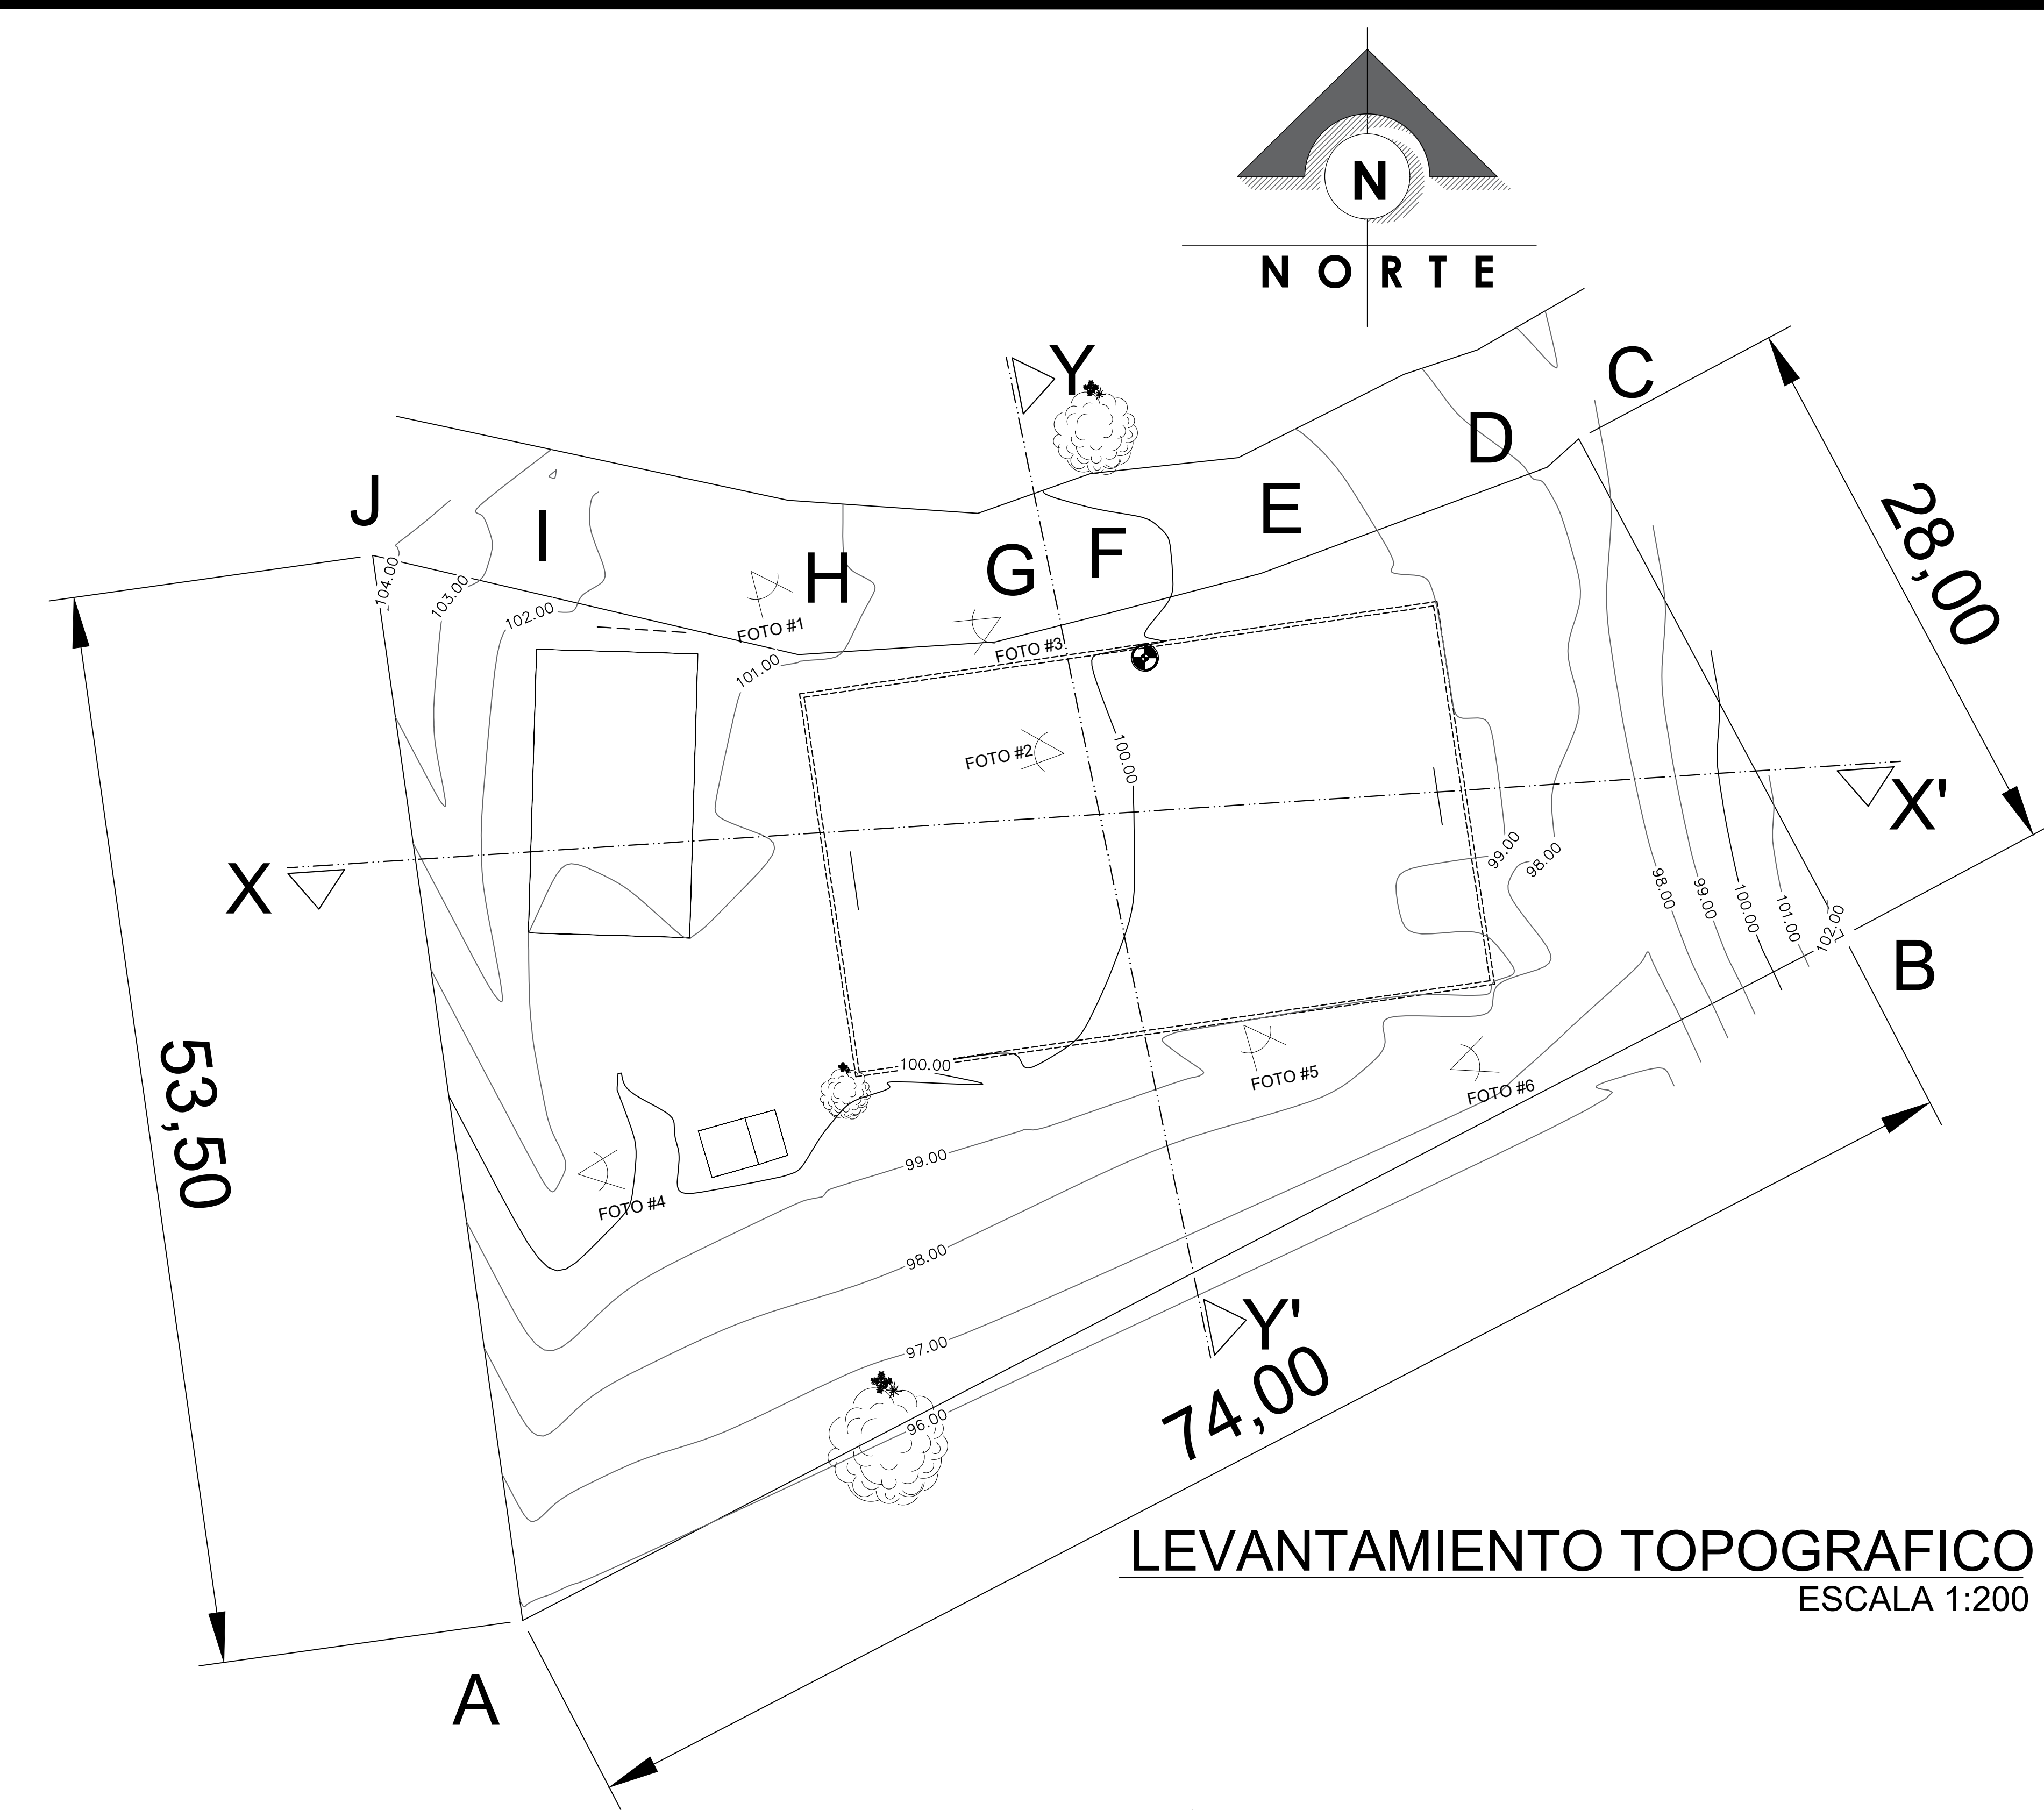 N
N O R T E
Y
C
D
28,00
J
I
E
H
G
F
104.00
103.00
102.00
FOTO #1
FOTO #3
101.00
FOTO #2
100.00
X'
X
99.00
98.00
98.00
99.00
100.00
101.00
102.00
B
53,50
100.00
FOTO #5
FOTO #6
99.00
FOTO #4
98.00
97.00
Y'
74,00
96.00
LEVANTAMIENTO TOPOGRAFICO
ESCALA 1:200
A